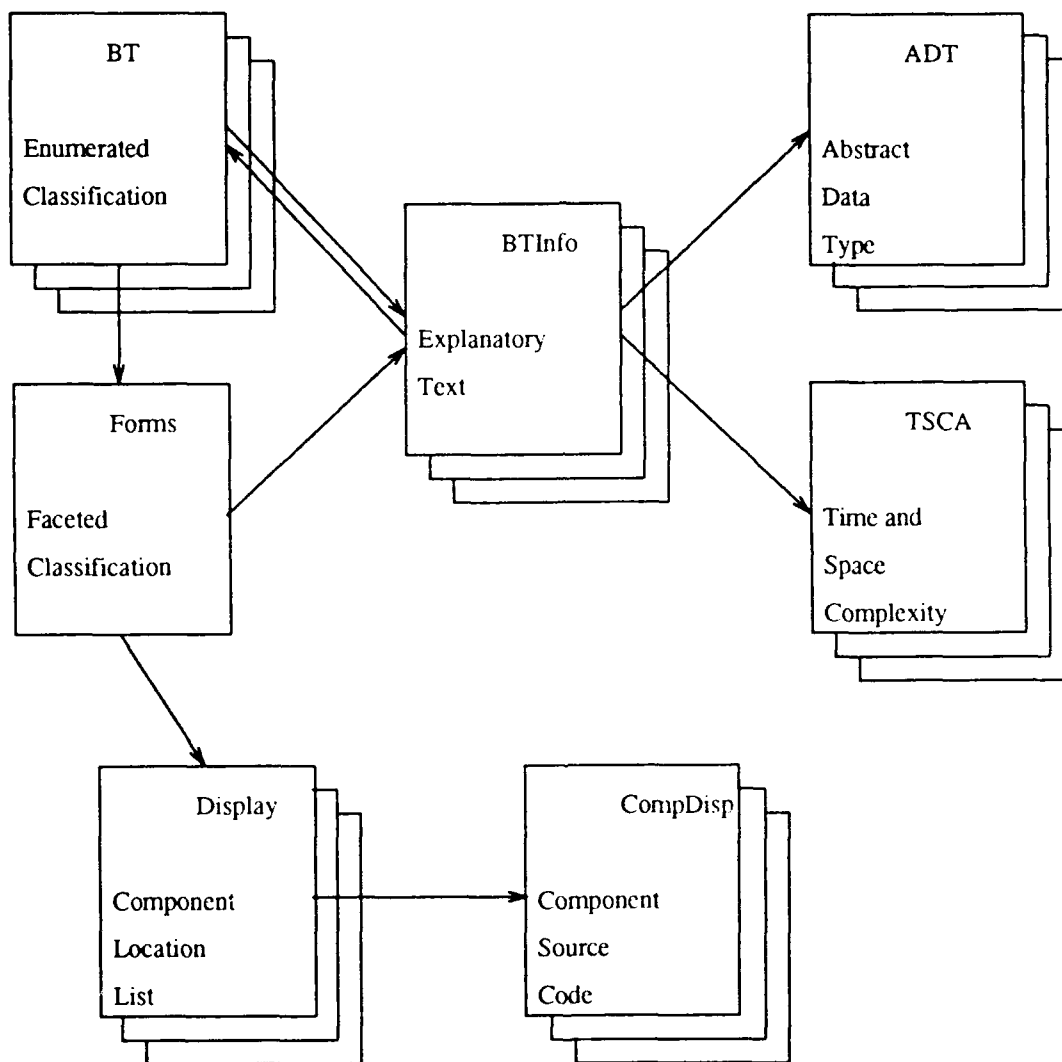 BT
Enumerated
Classification
ADT
Abstract
Data
Type
BTInfo
Explanatory
Text
Forms
Faceted
Classification
TSCA
Time and
Space
Complexity
Display
Component
Location
List
CompDisp
Component
Source
Code